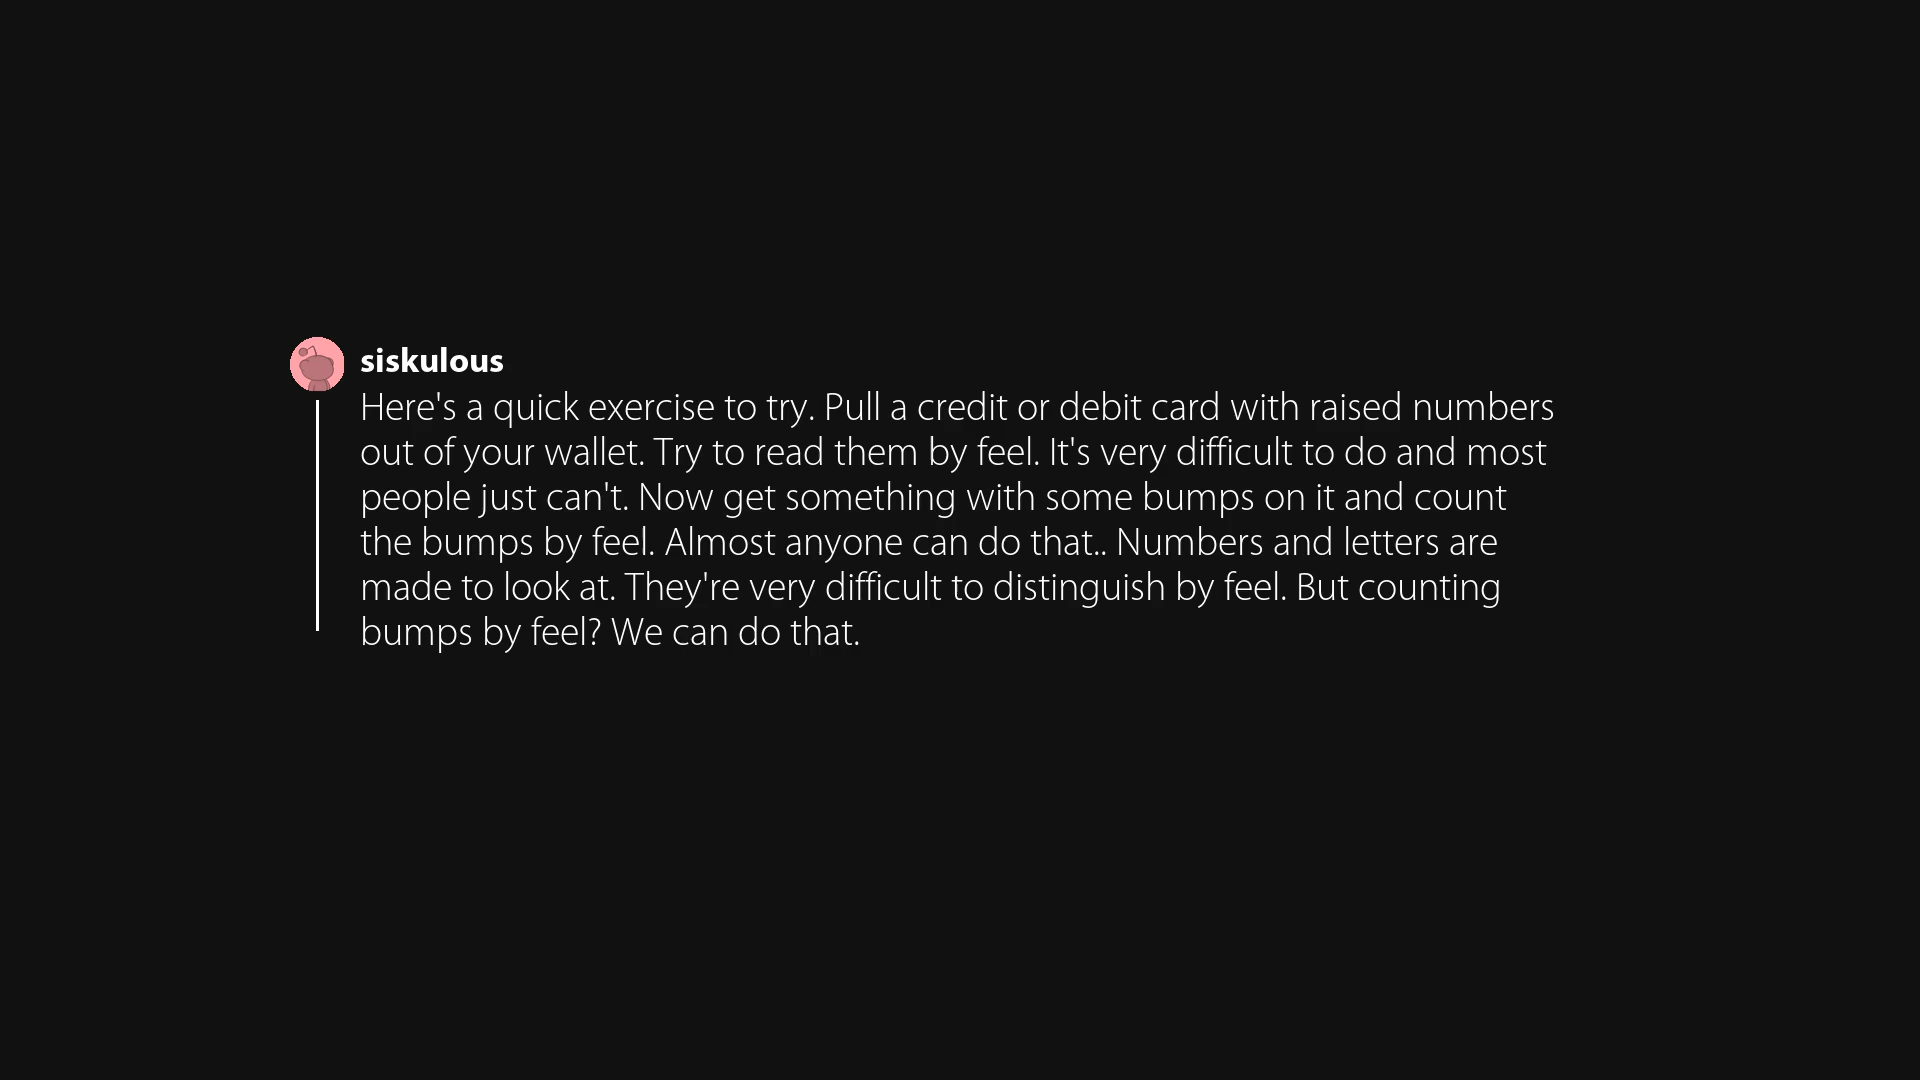 siskulous
Here's a quick exercise to try. Pull a credit or debit card with raised numbers
out of your wallet. Try to read them by feel. It's very difficult to do and most
people just can't. Now get something with some bumps on it and count
the bumps by feel. Almost anyone can do that.. Numbers and letters are
made to look at. They're very difficult to distinguish by feel. But counting
bumps by feel? We can do that.